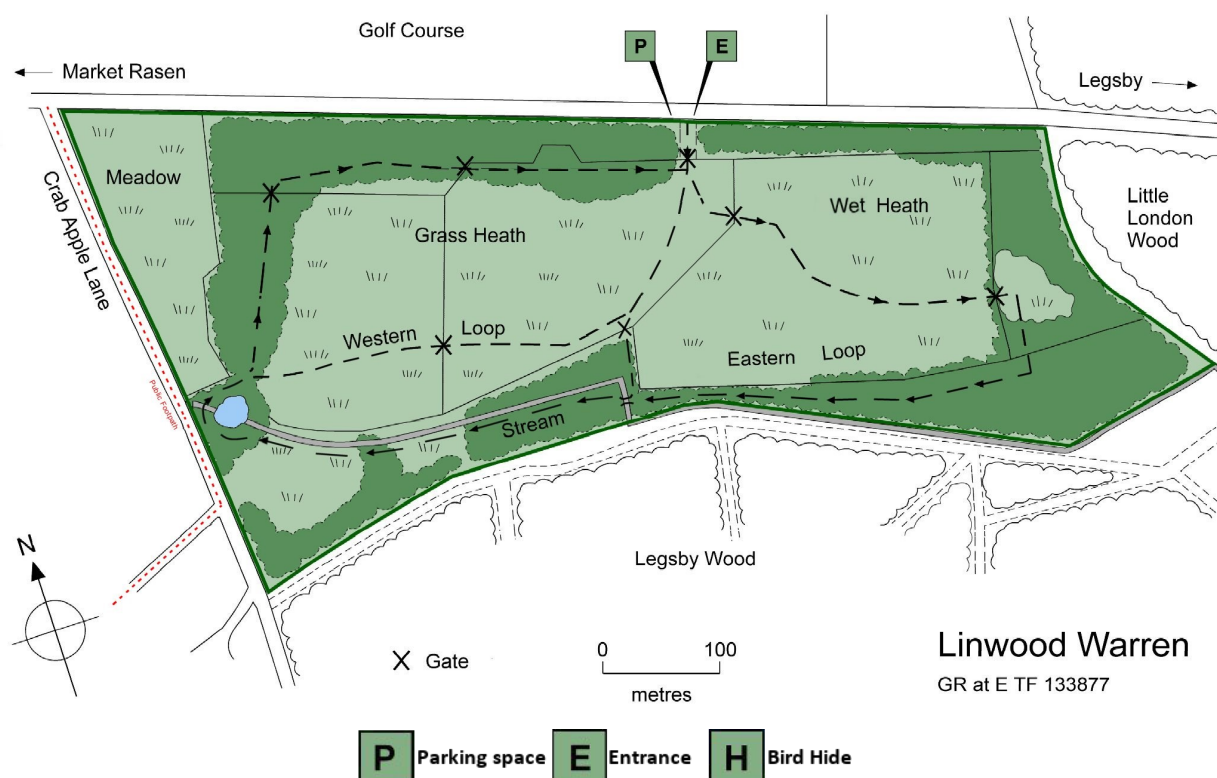 Golf Course
P
E
Market Rasen
Legsby
Meadow
Wet Heath
Little
London
Wood
Grass Heath
Crab Apple Lane
Western Loop
Eastern Loop
Public Footpath
Stream
N
Legsby Wood
Linwood Warren
GR at E TF 133877
Gate
0 100
metres
P Parking space E Entrance H Bird Hide